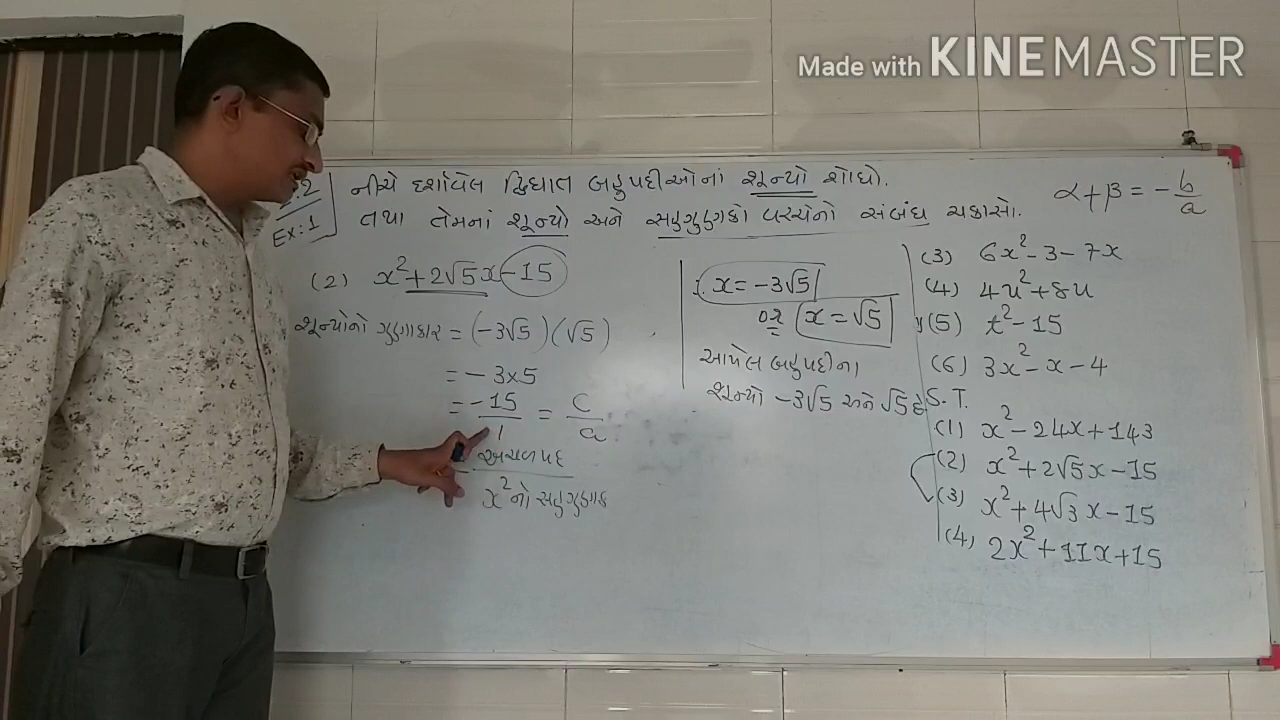 Made with KINEMASTER
.2 નીચે દર્શાવેલ દ્વિઘાત બહુપદીઓનાં શૂન્યો શોધો.
Ex:1 તથા તેમનાં શૂન્યો અને સહગુણકો વચ્ચેનો સંબંધ ચકાસો.
α+β = -b/a
(2) x²+2√5x-15
શૂન્યોનો ગુણાકાર = (-3√5)(√5)
= -3×5
= -15/1 = c/a
અચળપદ
x²નો સહગુણક
x = -3√5
or x = √5
આપેલ બહુપદીના
શૂન્યો -3√5 અને √5 છે.
(3) 6x²-3-7x
(4) 4u²+8u
(5) t²-15
(6) 3x²-x-4
S.T.
(1) x²-24x+143
(2) x²+2√5x-15
(3) x²+4√3x-15
(4) 2x²+11x+15